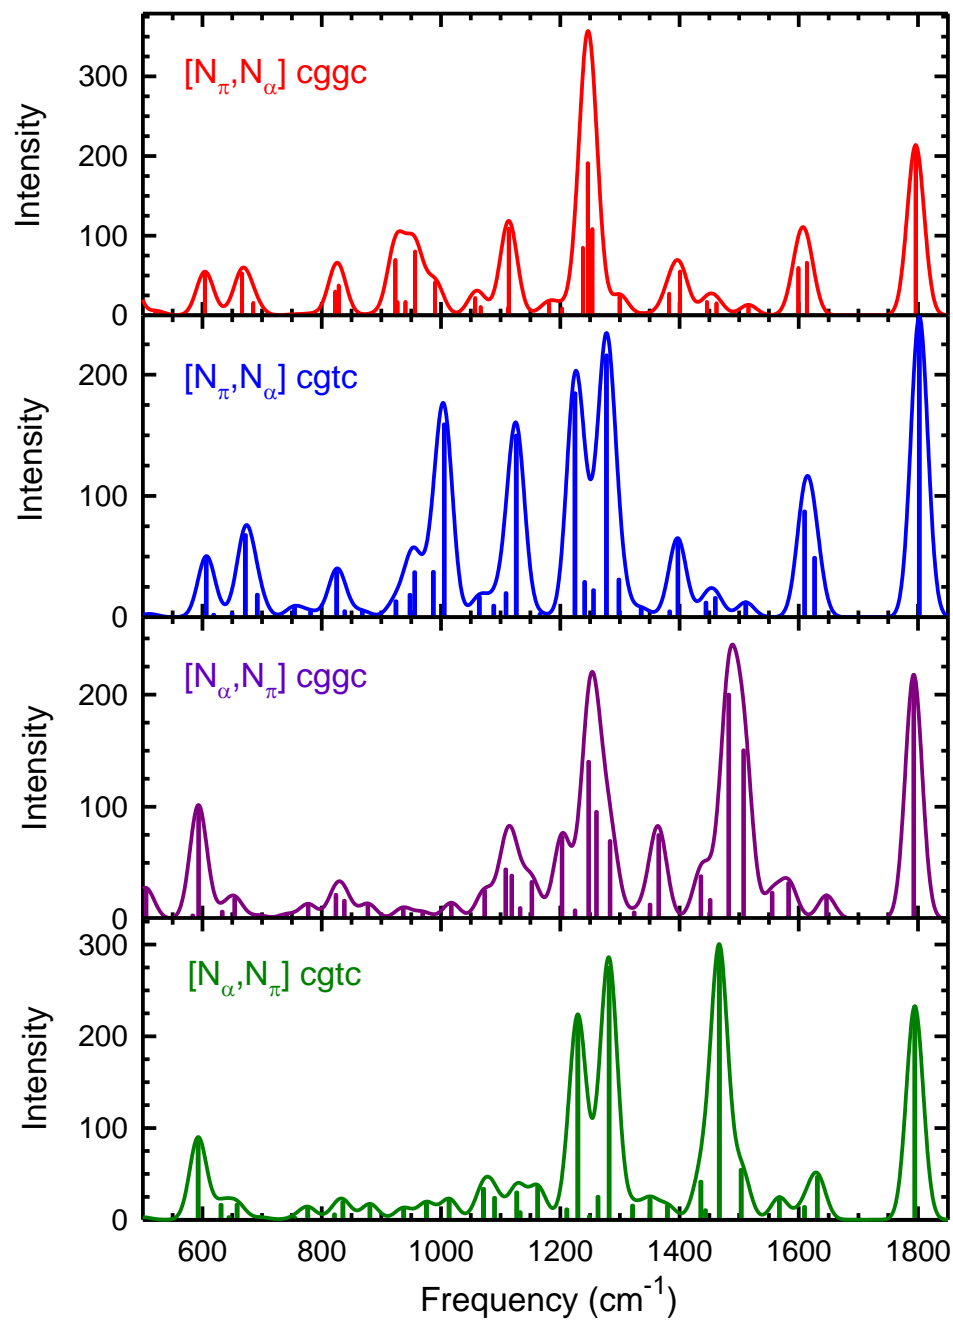 300
200
100
0
Intensity
[Nπ,Nα] cggc
200
100
0
Intensity
[Nπ,Nα] cgtc
200
100
0
Intensity
[Nα,Nπ] cggc
300
200
100
0
Intensity
[Nα,Nπ] cgtc
600 800 1000 1200 1400 1600 1800
Frequency (cm-1)